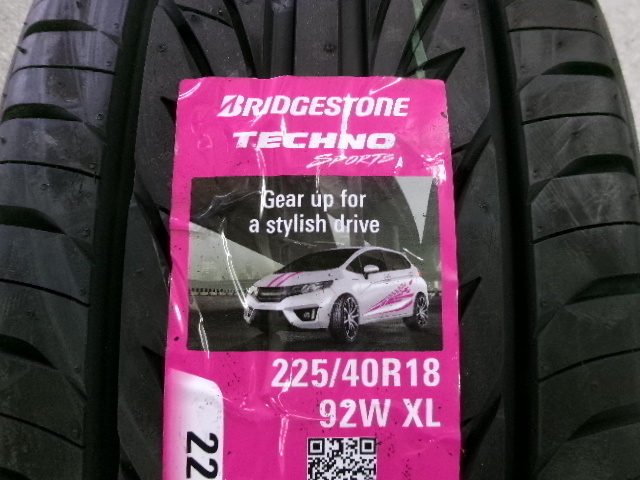 BRIDGESTONE
TECHNO
SPORTS
Gear up for
a stylish drive
225/40R18
92W XL
22